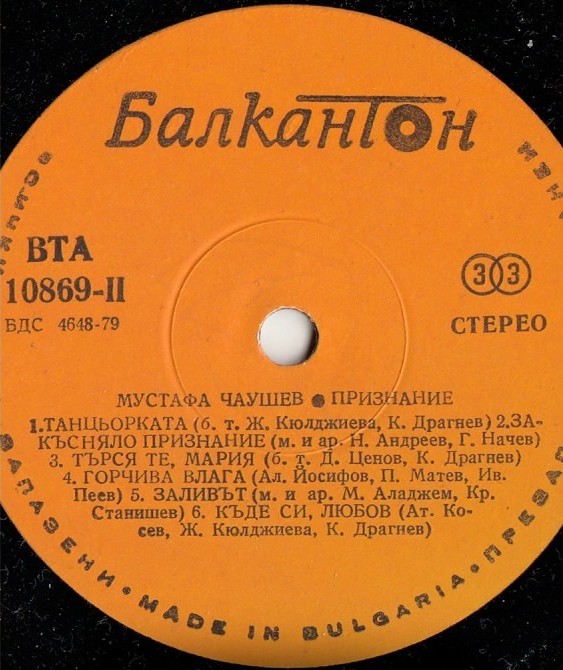 Балкантон
ВТА
10869-II
БДС 4648-79
33
СТЕРЕО
МУСТАФА ЧАУШЕВ ● ПРИЗНАНИЕ
1.ТАНЦЬОРКАТА (б. т. Ж. Кюлджиева, К. Драгнев) 2.ЗА-
КЪСНЯЛО ПРИЗНАНИЕ (м. и ар. Н. Андреев, Г. Начев)
3. ТЪРСЯ ТЕ, МАРИЯ (б. т. Д. Ценов, К. Драгнев)
4. ГОРЧИВА ВЛАГА (Ал. Йосифов, П. Матев, Ив.
Пеев) 5. ЗАЛИВЪТ (м. и ар. М. Аладжем, Кр.
Станишев) 6. КЪДЕ СИ, ЛЮБОВ (Ат. Ко-
сев, Ж. Кюлджиева, К. Драгнев)
ЗАПАЗЕНИ • MADE IN BULGARIA •